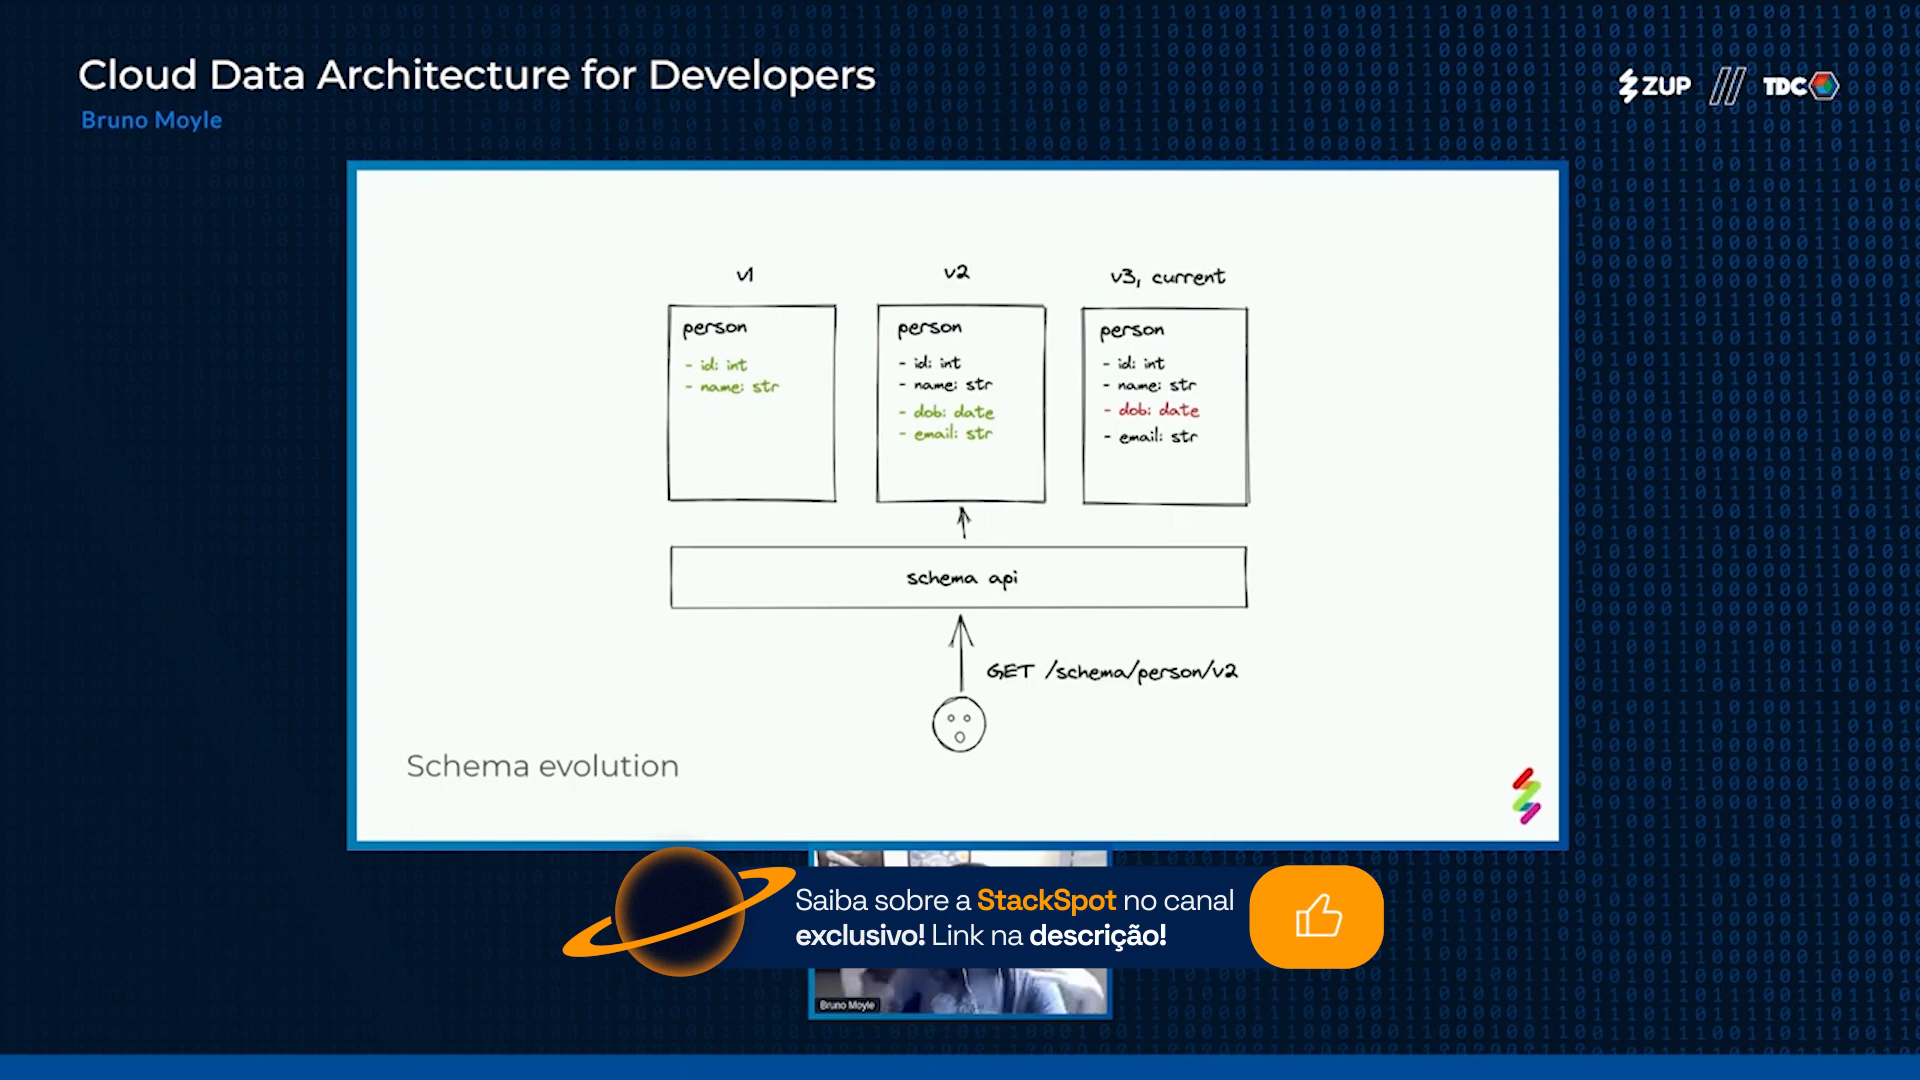 Cloud Data Architecture for Developers
Bruno Moyle
ZUP
TDC
v1
person
- id: int
- name: str
v2
person
- id: int
- name: str
- dob: date
- email: str
v3, current
person
- id: int
- name: str
- dob: date
- email: str
schema api
GET /schema/person/v2
Schema evolution
Saiba sobre a StackSpot no canal
exclusivo! Link na descrição!
Bruno Moyle